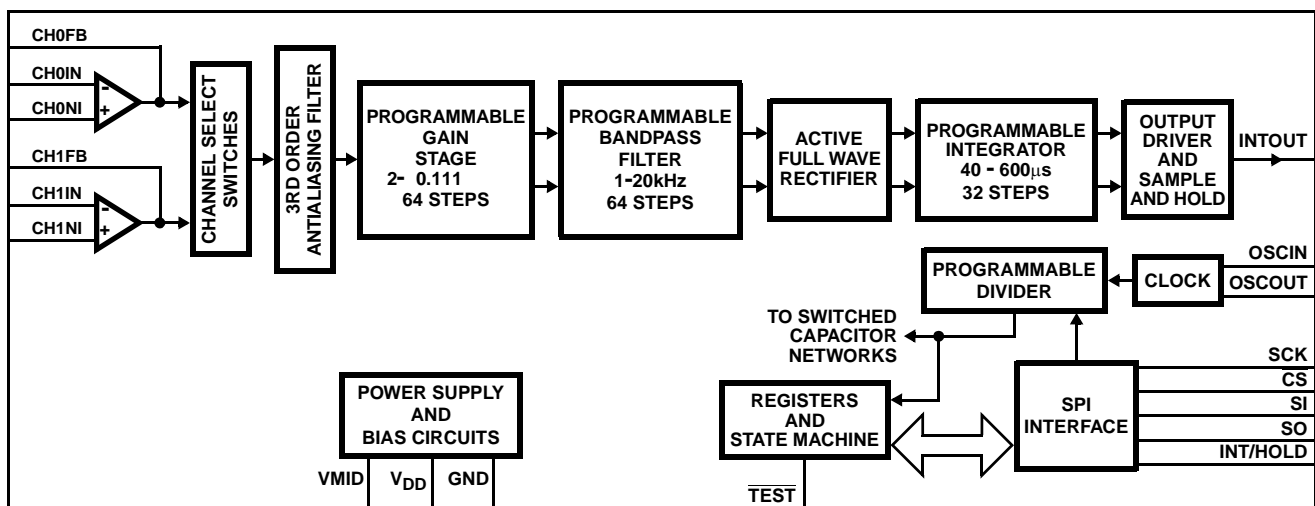 CH0FB
CH0IN
CH0NI
-
+
CH1FB
CH1IN
CH1NI
-
+
CHANNEL SELECT
SWITCHES
3RD ORDER
ANTIALIASING FILTER
PROGRAMMABLE
GAIN
STAGE
2- 0.111
64 STEPS
PROGRAMMABLE
BANDPASS
FILTER
1-20kHz
64 STEPS
ACTIVE
FULL WAVE
RECTIFIER
PROGRAMMABLE
INTEGRATOR
40 - 600µs
32 STEPS
OUTPUT
DRIVER
AND
SAMPLE
AND HOLD
INTOUT
PROGRAMMABLE
DIVIDER
CLOCK
OSCIN
OSCOUT
TO SWITCHED
CAPACITOR
NETWORKS
POWER SUPPLY
AND
BIAS CIRCUITS
VMID
VDD
GND
REGISTERS
AND
STATE MACHINE
TEST
SPI
INTERFACE
SCK
CS
SI
SO
INT/HOLD